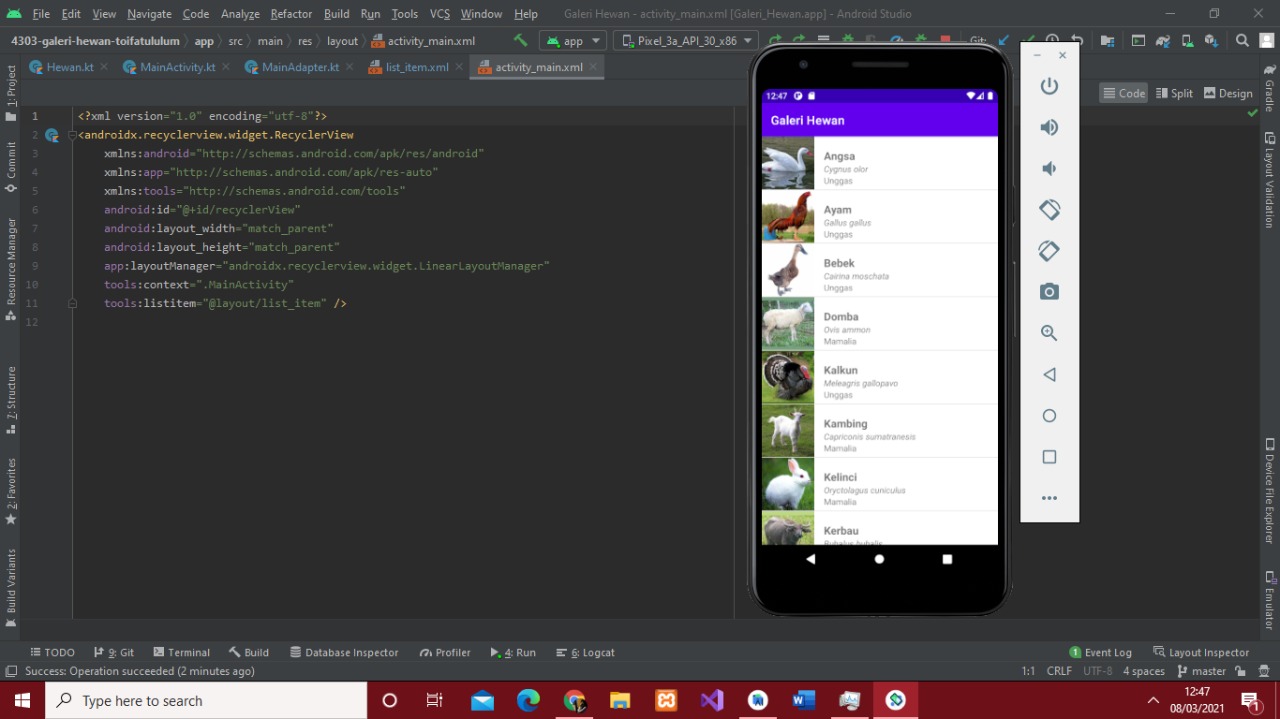 File Edit View Navigate Code Analyze Refactor Build Run Tools VCS Window Help Galeri Hewan - activity_main.xml [Galeri_Hewan.app] - Android Studio
4303-galeri-hewan-toifatululum app src main res layout activity_main.xml app Pixel_3a_API_30_x86 Git:
Hewan.kt MainActivity.kt MainAdapter.kt list_item.xml activity_main.xml
Code Split Design
1: Project
Commit
Resource Manager
Z: Structure
2: Favorites
Build Variants
1 <?xml version="1.0" encoding="utf-8"?>
2 <androidx.recyclerview.widget.RecyclerView
3 xmlns:android="http://schemas.android.com/apk/res/android"
4 xmlns:app="http://schemas.android.com/apk/res-auto"
5 xmlns:tools="http://schemas.android.com/tools"
6 android:id="@+id/recyclerView"
7 android:layout_width="match_parent"
8 android:layout_height="match_parent"
9 app:layoutManager="androidx.recyclerview.widget.LinearLayoutManager"
10 tools:context=".MainActivity"
11 tools:listitem="@layout/list_item" />
12
12:47
Galeri Hewan
Angsa
Cygnus olor
Unggas
Ayam
Gallus gallus
Unggas
Bebek
Cairina moschata
Unggas
Domba
Ovis ammon
Mamalia
Kalkun
Meleagris gallopavo
Unggas
Kambing
Capriconis sumatranesis
Mamalia
Kelinci
Oryctolagus cuniculus
Mamalia
Kerbau
Bubalus bubalis
Gradle
Layout Validation
Device File Explorer
Emulator
TODO 9: Git Terminal Build Database Inspector Profiler 4: Run 6: Logcat 1 Event Log Layout Inspector
Success: Operation succeeded (2 minutes ago) 1:1 CRLF UTF-8 4 spaces master
Type here to search
12:47
08/03/2021
1